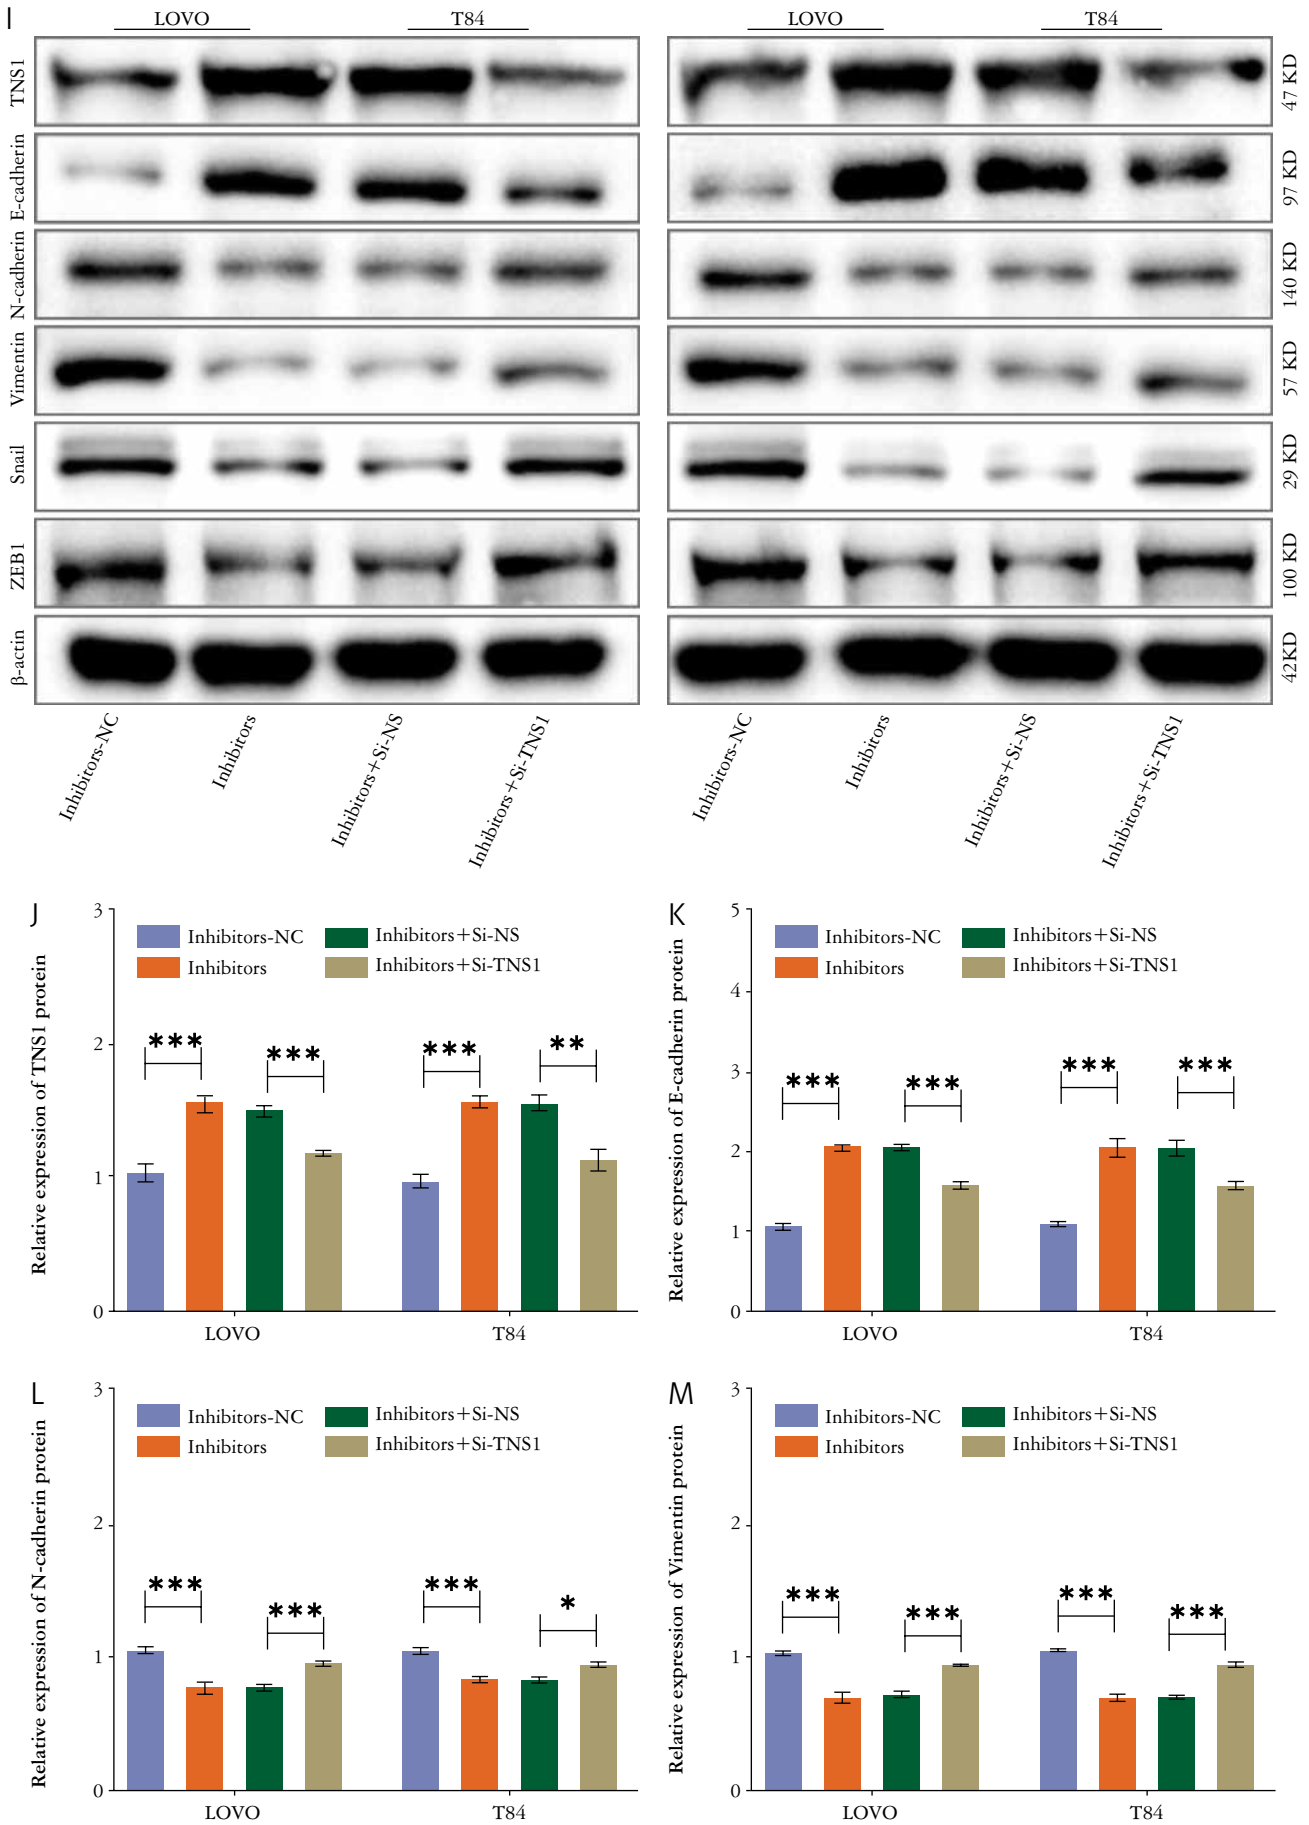 I
LOVO T84 LOVO T84
TNS1 47 KD
E-cadherin 97 KD
N-cadherin 140 KD
Vimentin 57 KD
Snail 29 KD
ZEB1 100 KD
β-actin 42KD
Inhibitors-NC Inhibitors Inhibitors+Si-NS Inhibitors+Si-TNS1 Inhibitors-NC Inhibitors Inhibitors+Si-NS Inhibitors+Si-TNS1
J
Relative expression of TNS1 protein
3
2
1
0
Inhibitors-NC Inhibitors+Si-NS
Inhibitors Inhibitors+Si-TNS1
*** *** *** **
LOVO T84
K
Relative expression of E-cadherin protein
5
4
3
2
1
0
Inhibitors-NC Inhibitors+Si-NS
Inhibitors Inhibitors+Si-TNS1
*** *** *** ***
LOVO T84
L
Relative expression of N-cadherin protein
3
2
1
0
Inhibitors-NC Inhibitors+Si-NS
Inhibitors Inhibitors+Si-TNS1
*** *** *** *
LOVO T84
M
Relative expression of Vimentin protein
3
2
1
0
Inhibitors-NC Inhibitors+Si-NS
Inhibitors Inhibitors+Si-TNS1
*** *** *** ***
LOVO T84